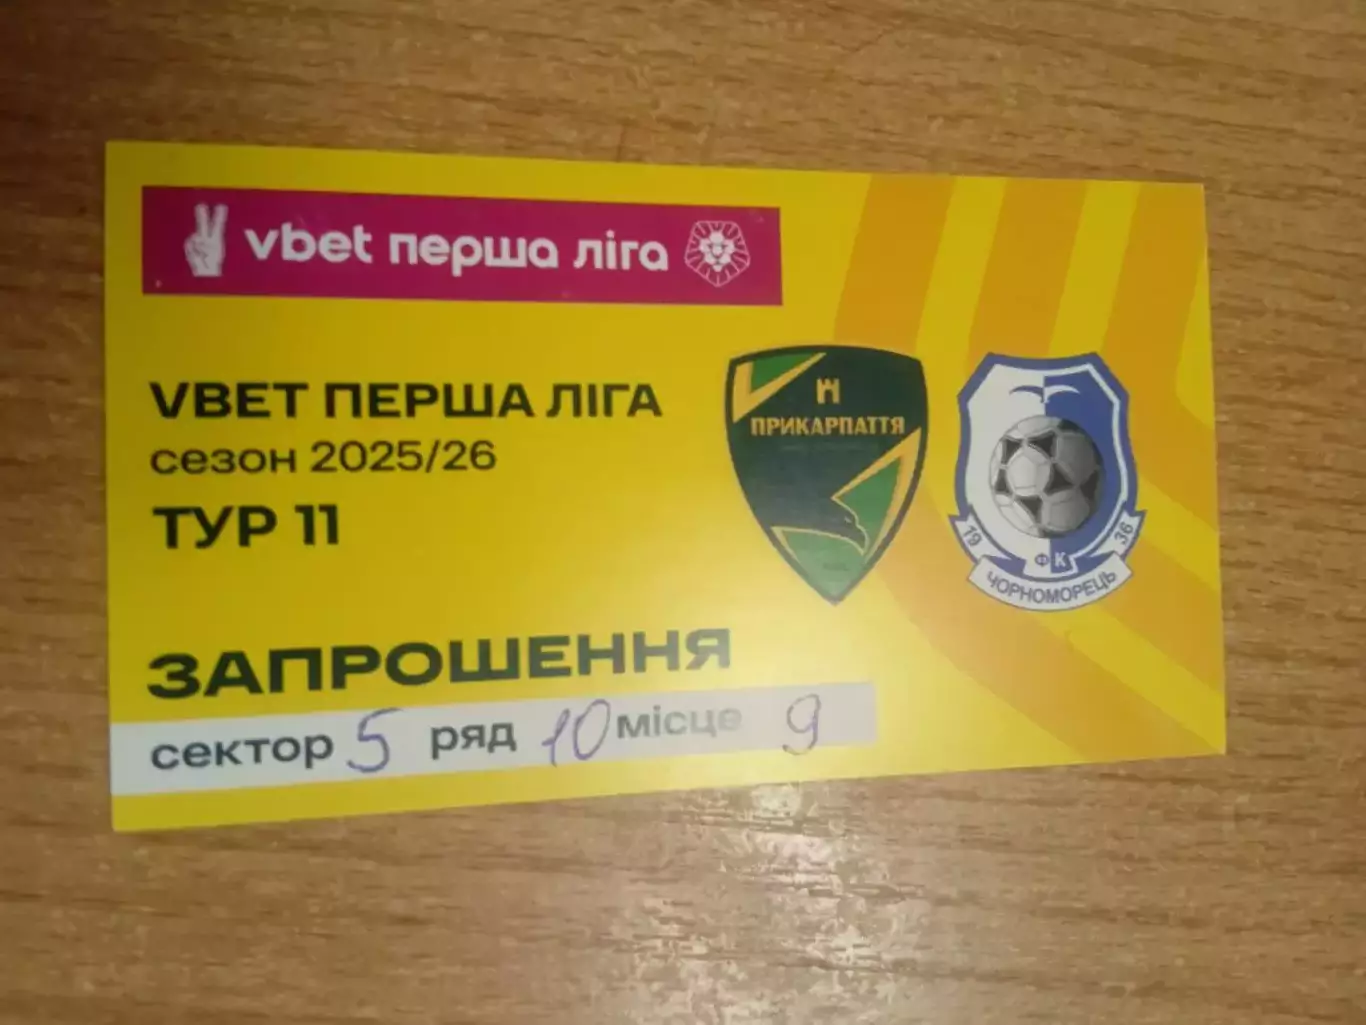 vbet перша ліга
VBET ПЕРША ЛІГА
сезон 2025/26
ТУР 11
ПРИКАРПАТТЯ
19 ФК 36
ЧОРНОМОРЕЦЬ
ЗАПРОШЕННЯ
сектор 5 ряд 10 місце 9